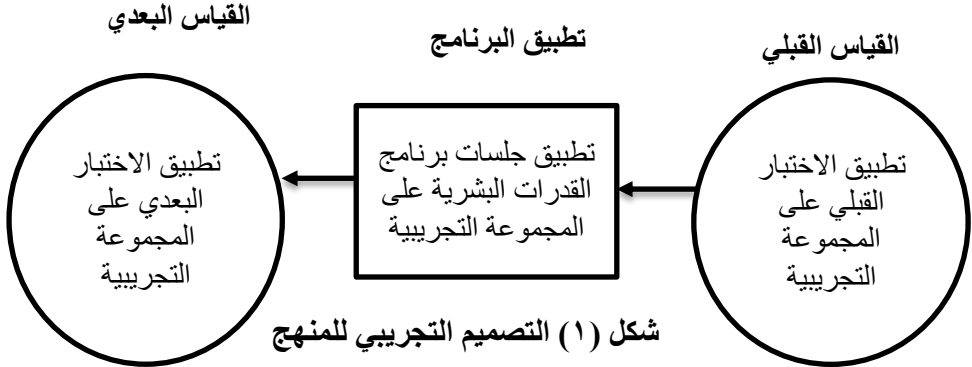 القياس القبلي
تطبيق الاختبار
القبلي على
المجموعة
التجريبية
تطبيق البرنامج
تطبيق جلسات برنامج
القدرات البشرية على
المجموعة التجريبية
القياس البعدي
تطبيق الاختبار
البعدي على
المجموعة
التجريبية
شكل (١) التصميم التجريبي للمنهج